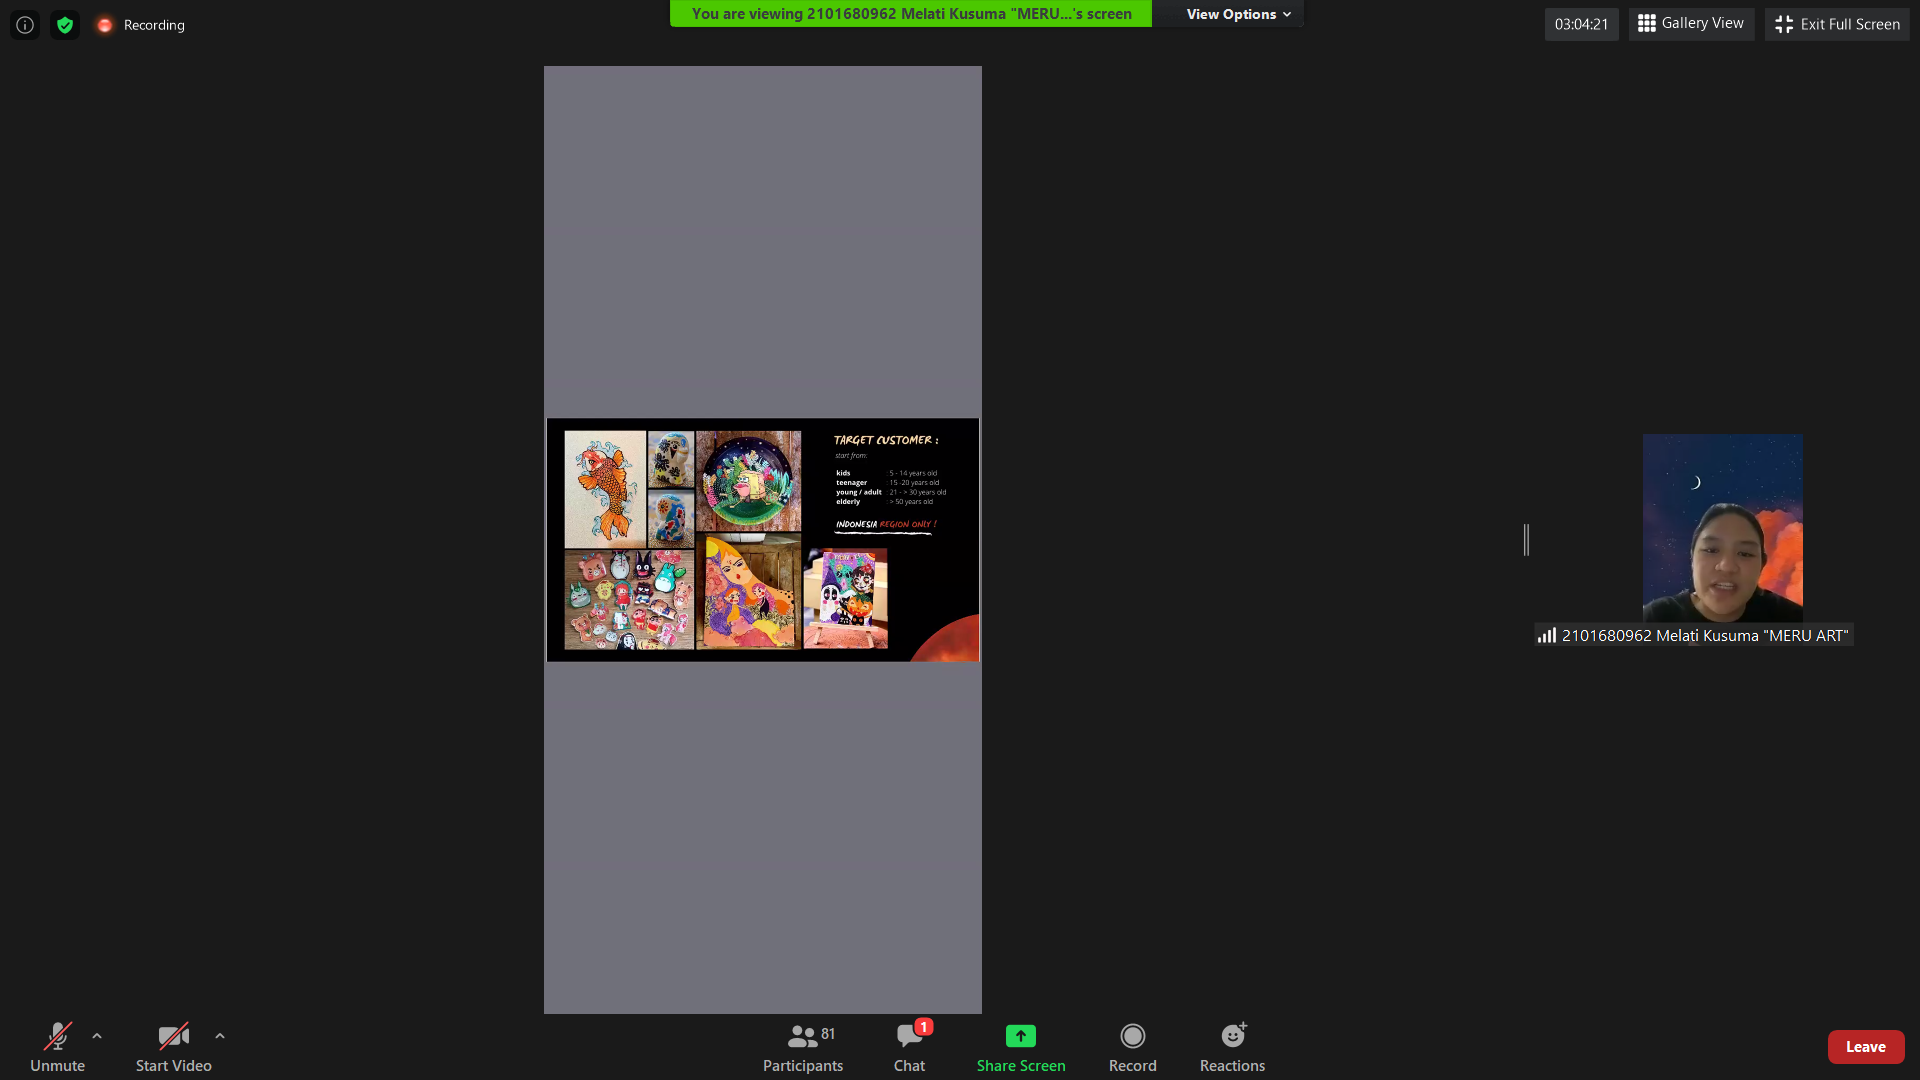 Recording
You are viewing 2101680962 Melati Kusuma "MERU...'s screen
View Options
03:04:21
Gallery View
Exit Full Screen
TARGET CUSTOMER :
start from:
kids : 5 - 14 years old
teenager : 15 -20 years old
young / adult : 21 - > 30 years old
elderly : > 50 years old
INDONESIA REGION ONLY !
2101680962 Melati Kusuma "MERU ART"
Unmute
Start Video
81
Participants
1
Chat
Share Screen
Record
Reactions
Leave